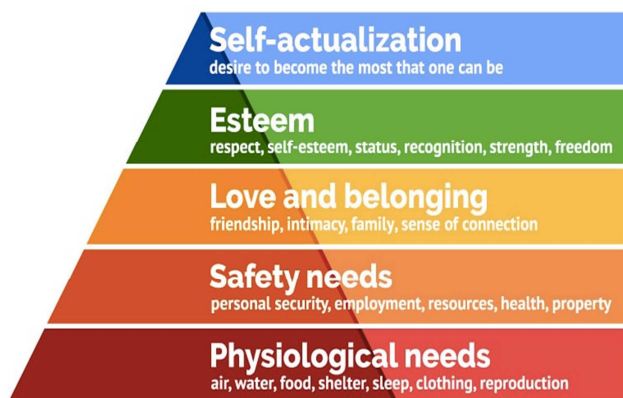 Self-actualization
desire to become the most that one can be
Esteem
respect, self-esteem, status, recognition, strength, freedom
Love and belonging
friendship, intimacy, family, sense of connection
Safety needs
personal security, employment, resources, health, property
Physiological needs
air, water, food, shelter, sleep, clothing, reproduction